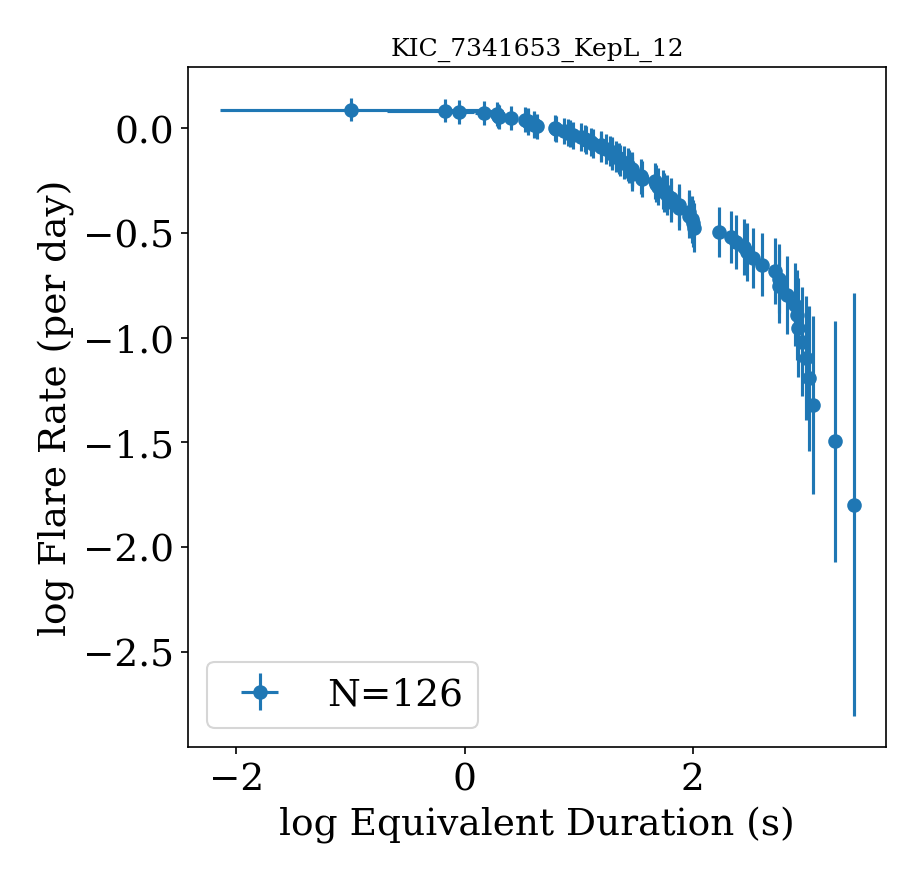 KIC_7341653_KepL_12
log Flare Rate (per day)
0.0
−0.5
−1.0
−1.5
−2.0
−2.5
N=126
−2
0
2
log Equivalent Duration (s)